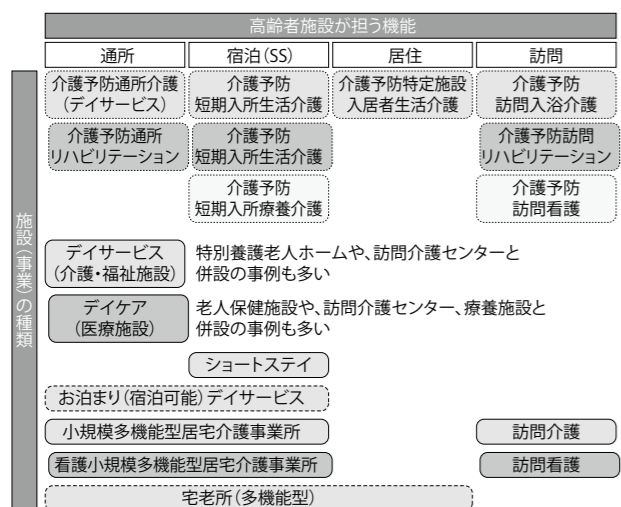 高齢者施設が担う機能
通所
宿泊(SS)
居住
訪問
施設(事業)の種類
介護予防通所介護
(デイサービス)
介護予防
短期入所生活介護
介護予防特定施設
入居者生活介護
介護予防
訪問入浴介護
介護予防通所
リハビリテーション
介護予防
短期入所生活介護
介護予防訪問
リハビリテーション
介護予防
短期入所療養介護
介護予防
訪問看護
デイサービス
(介護・福祉施設)
特別養護老人ホームや、訪問介護センターと
併設の事例も多い
デイケア
(医療施設)
老人保健施設や、訪問介護センター、療養施設と
併設の事例も多い
ショートステイ
お泊まり(宿泊可能)デイサービス
小規模多機能型居宅介護事業所
訪問介護
看護小規模多機能型居宅介護事業所
訪問看護
宅老所(多機能型)